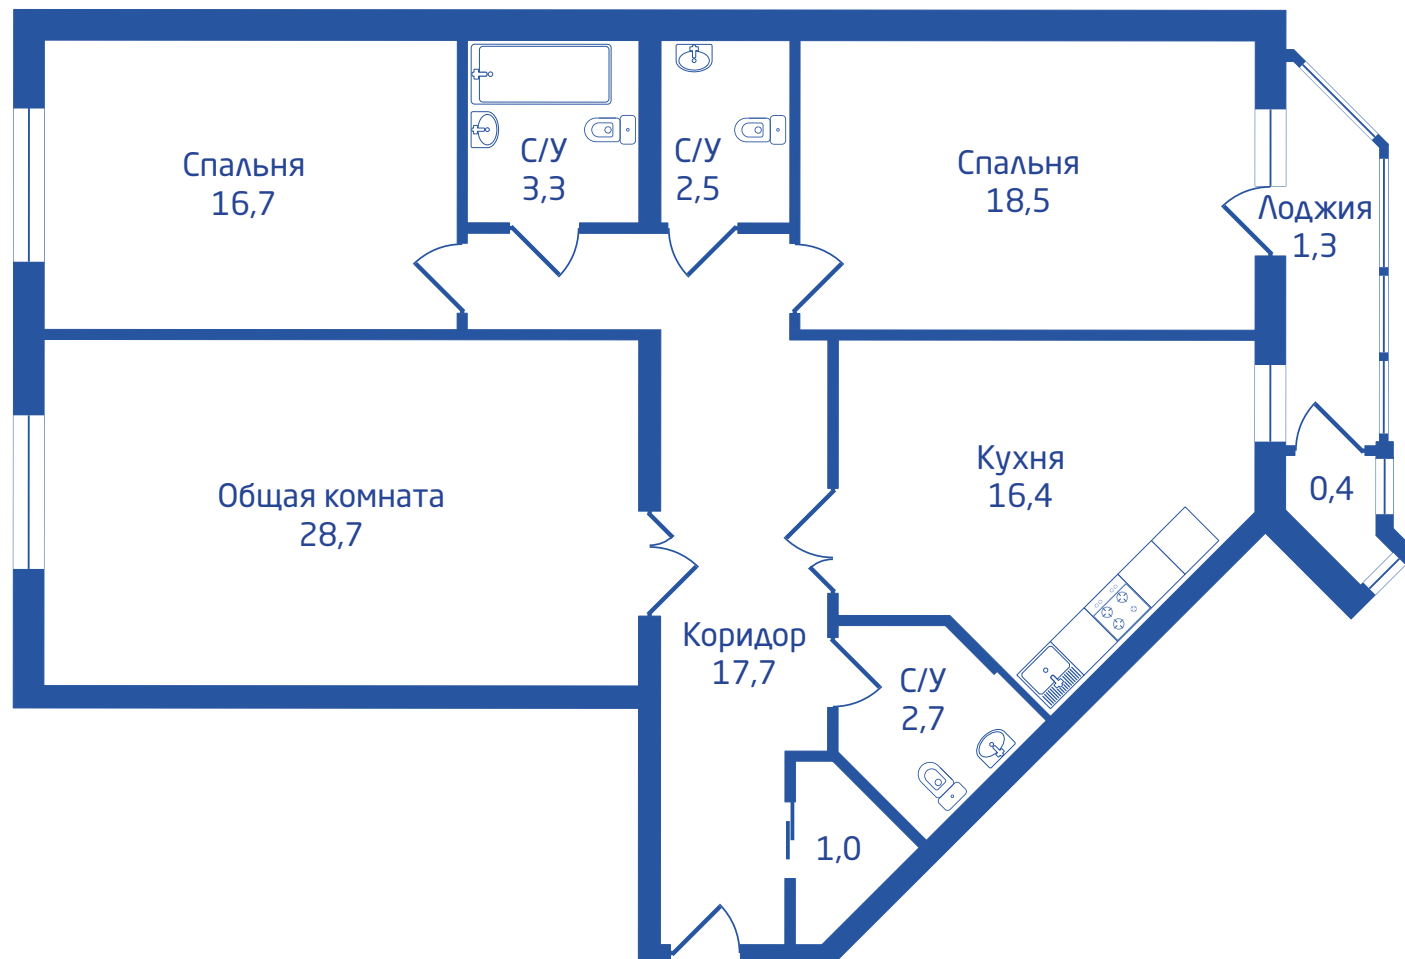 Спальня
16,7
С/У
3,3
С/У
2,5
Спальня
18,5
Лоджия
1,3
Общая комната
28,7
Кухня
16,4
0,4
Коридор
17,7
С/У
2,7
1,0